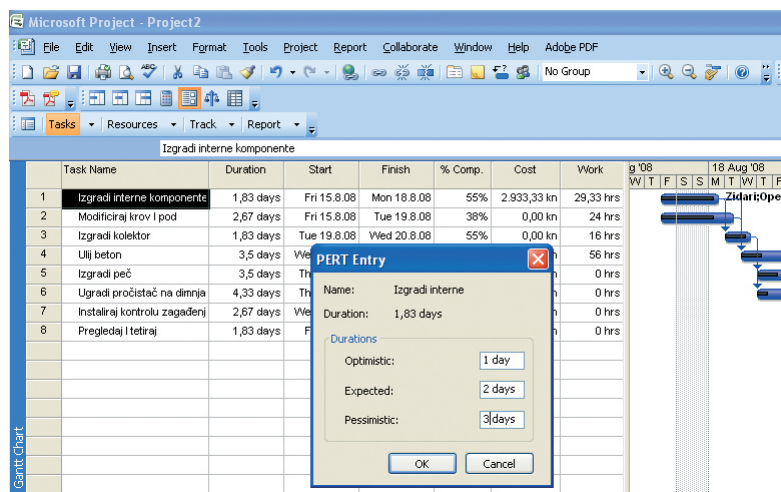 Microsoft Project - Project2
File Edit View Insert Format Tools Project Report Collaborate Window Help Adobe PDF
No Group
Tasks Resources Track Report
Izgradi interne komponente
Task Name Duration Start Finish % Comp. Cost Work g '08 18 Aug '08
W T F S S M T W T F
1 Izgradi interne komponente 1,83 days Fri 15.8.08 Mon 18.8.08 55% 2.933,33 kn 29,33 hrs Zidari;Ope
2 Modificiraj krov I pod 2,67 days Fri 15.8.08 Tue 19.8.08 38% 0,00 kn 24 hrs
3 Izgradi kolektor 1,83 days Tue 19.8.08 Wed 20.8.08 55% 0,00 kn 16 hrs
4 Ulij beton 3,5 days We n 56 hrs
5 Izgradi peč 3,5 days Th n 0 hrs
6 Ugradi pročistač na dimnja 4,33 days Th n 0 hrs
7 Instaliraj kontrolu zagađenj 2,67 days We n 0 hrs
8 Pregledaj I tetiraj 1,83 days F n 0 hrs
PERT Entry
Name: Izgradi interne
Duration: 1,83 days
Durations
Optimistic: 1 day
Expected: 2 days
Pessimistic: 3 days
OK Cancel
Gantt Chart